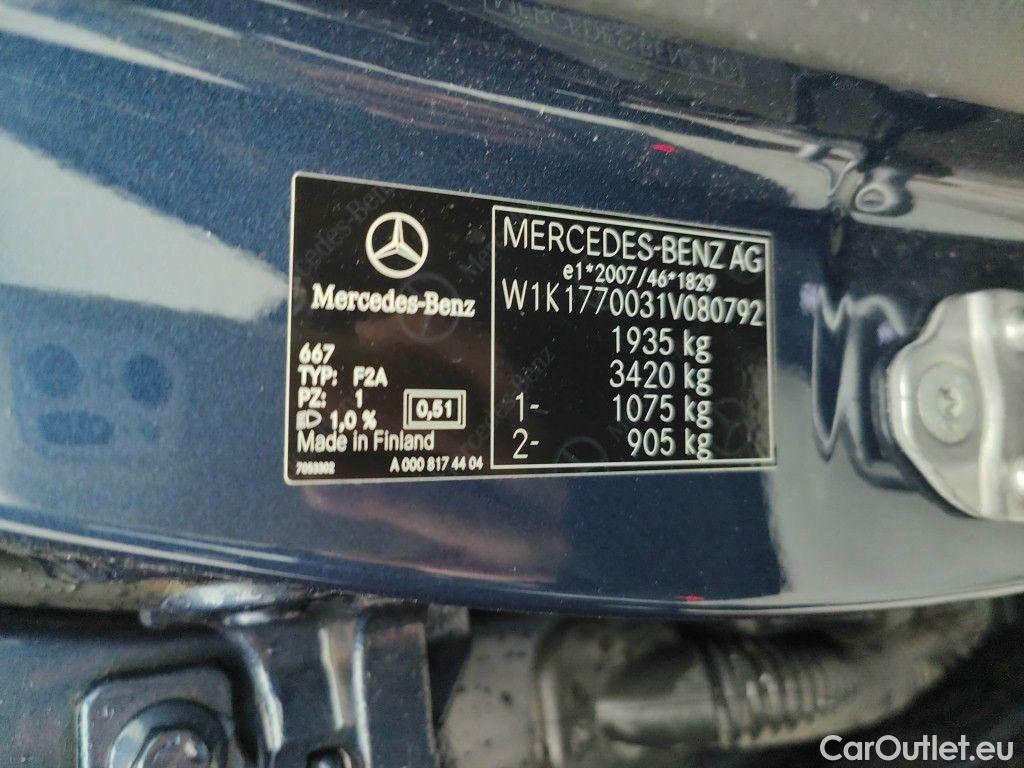 Mercedes-Benz
667
TYP: F2A
PZ: 1
1,0 %
0,51
Made in Finland
7053302
A 000 817 44 04
MERCEDES-BENZ AG
e1*2007/46*1829
W1K1770031V080792
1935 kg
3420 kg
1- 1075 kg
2- 905 kg
CarOutlet.eu